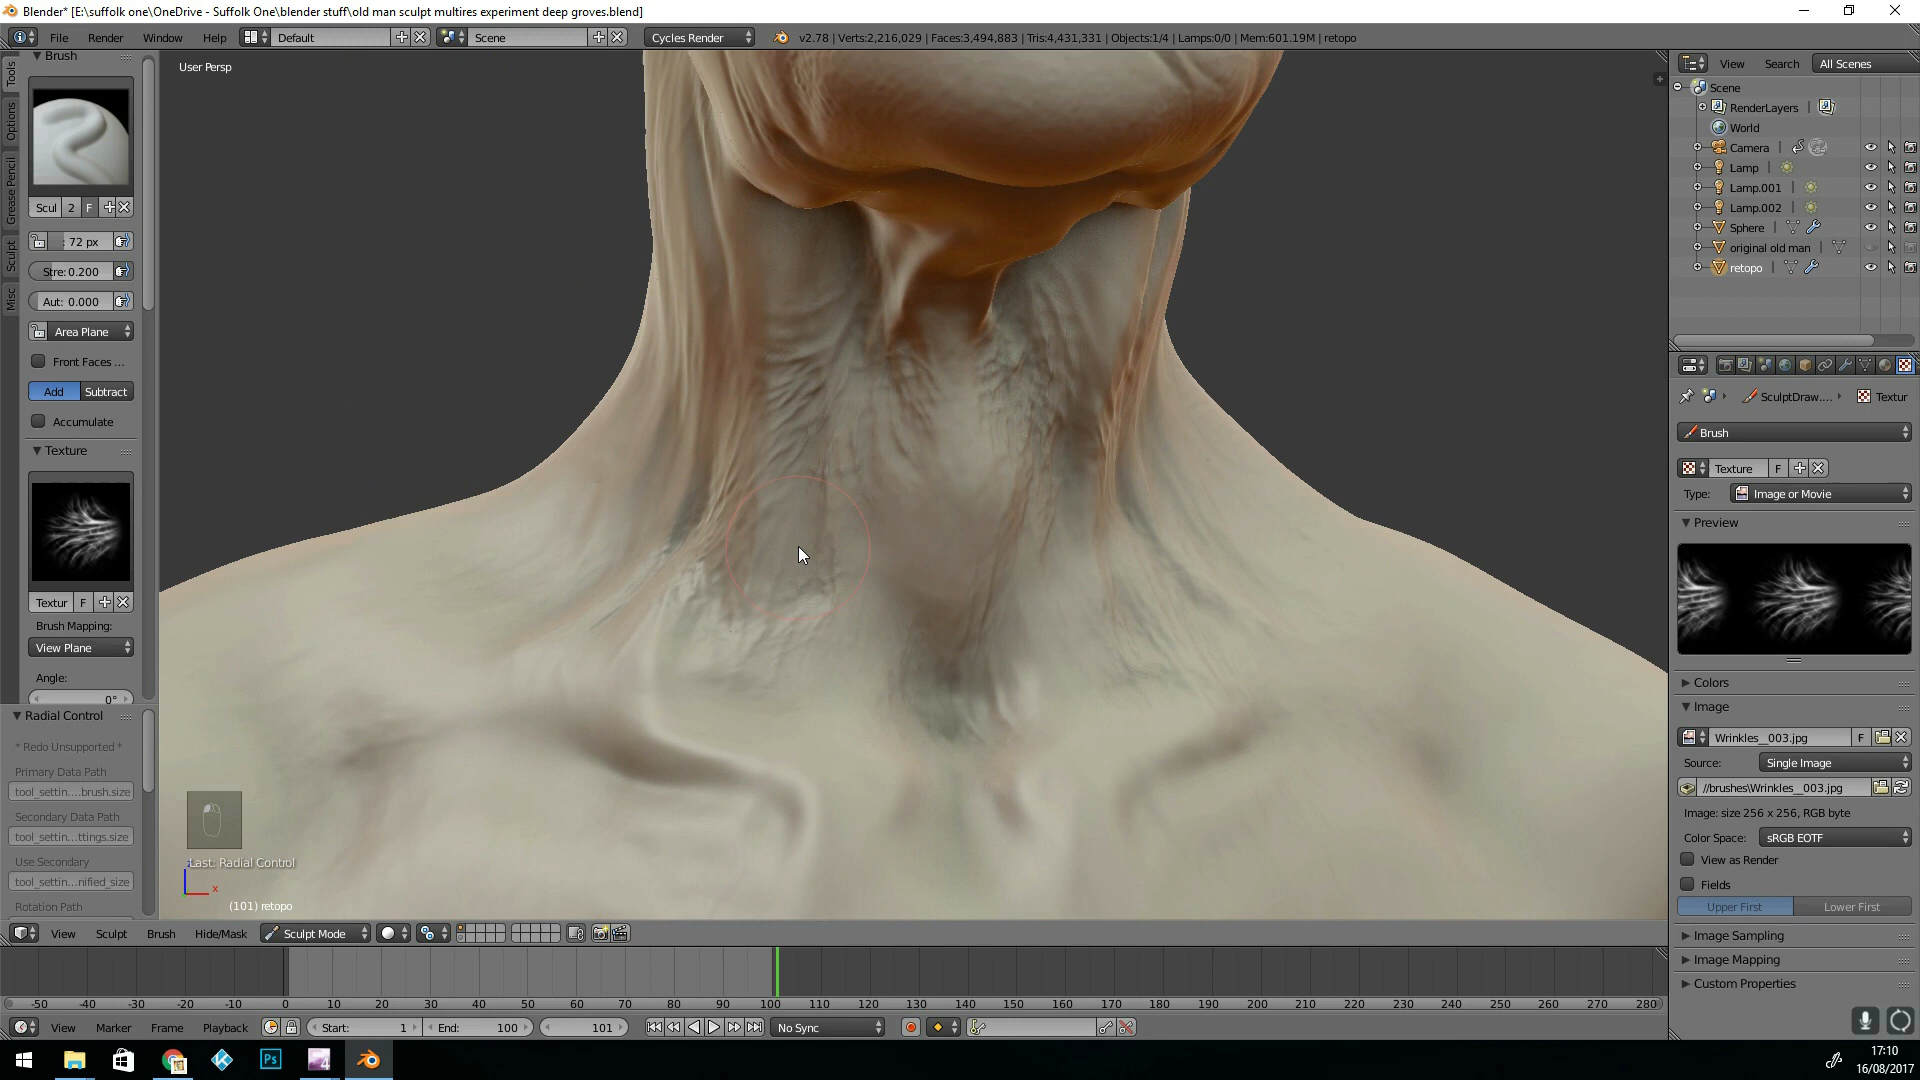 Blender* [E:\suffolk one\OneDrive - Suffolk One\blender stuff\old man sculpt multires experiment deep groves.blend]
File Render Window Help Default Scene Cycles Render v2.78 | Verts:2,216,029 | Faces:3,494,883 | Tris:4,431,331 | Objects:1/4 | Lamps:0/0 | Mem:601.19M | retopo
Tools
Options
Grease Pencil
Sculpt
Misc
Brush
Scul 2 F
: 72 px
Stre: 0.200
Aut: 0.000
Area Plane
Front Faces ...
Add Subtract
Accumulate
Texture
Textur F
Brush Mapping:
View Plane
Angle:
0°
Radial Control
* Redo Unsupported *
Primary Data Path
tool_settin....brush.size
Secondary Data Path
tool_settin...ttings.size
Use Secondary
tool_settin...nified_size
Rotation Path
User Persp
Last: Radial Control
x
(101) retopo
View Sculpt Brush Hide/Mask Sculpt Mode
-50 -40 -30 -20 -10 0 10 20 30 40 50 60 70 80 90 100 110 120 130 140 150 160 170 180 190 200 210 220 230 240 250 260 270 280
View Marker Frame Playback Start: 1 End: 100 101 No Sync
View Search All Scenes
Scene
RenderLayers |
World
Camera |
Lamp |
Lamp.001 |
Lamp.002 |
Sphere |
original old man |
retopo |
SculptDraw.... Textur
Brush
Texture F
Type: Image or Movie
Preview
Colors
Image
Wrinkles__003.jpg F
Source: Single Image
//brushes\Wrinkles__003.jpg
Image: size 256 x 256, RGB byte
Color Space: sRGB EOTF
View as Render
Fields
Upper First Lower First
Image Sampling
Image Mapping
Custom Properties
Ps
17:10
16/08/2017